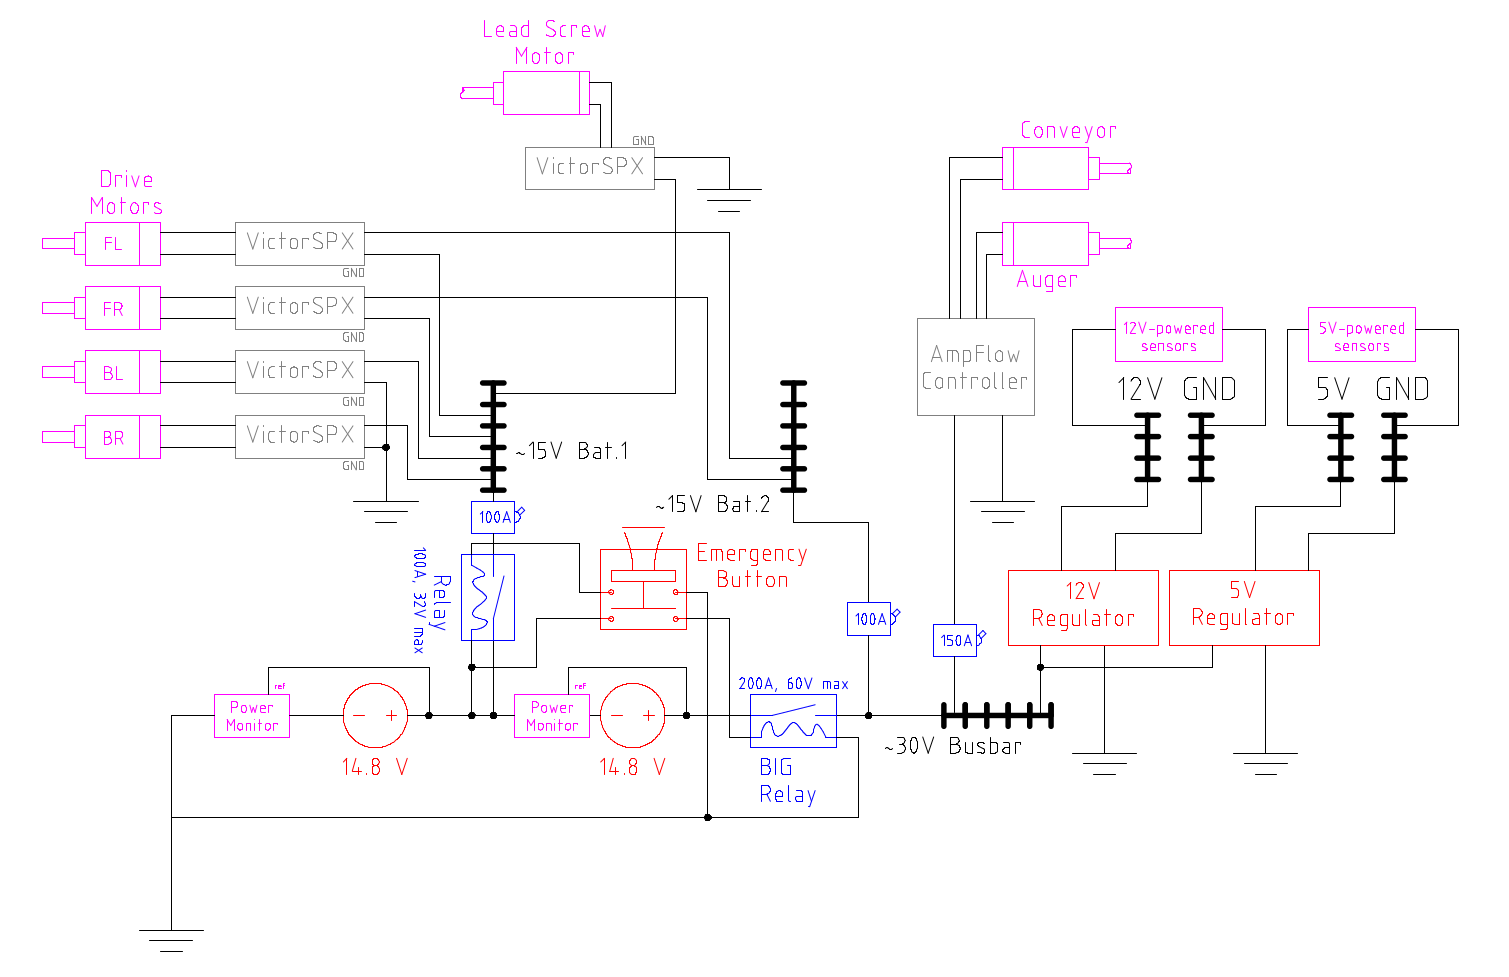 Lead Screw
Motor
GND
VictorSPX
Conveyor
Drive
Motors
FL
VictorSPX
GND
Auger
FR
VictorSPX
GND
12V-powered
sensors
5V-powered
sensors
AmpFlow
Controller
BL
VictorSPX
GND
12V GND
5V GND
BR
VictorSPX
GND
~15V Bat.1
~15V Bat.2
100A
Relay
100A, 32V max
Emergency
Button
100A
150A
12V
Regulator
5V
Regulator
ref
Power
Monitor
- +
14.8 V
ref
Power
Monitor
- +
14.8 V
200A, 60V max
BIG
Relay
~30V Busbar